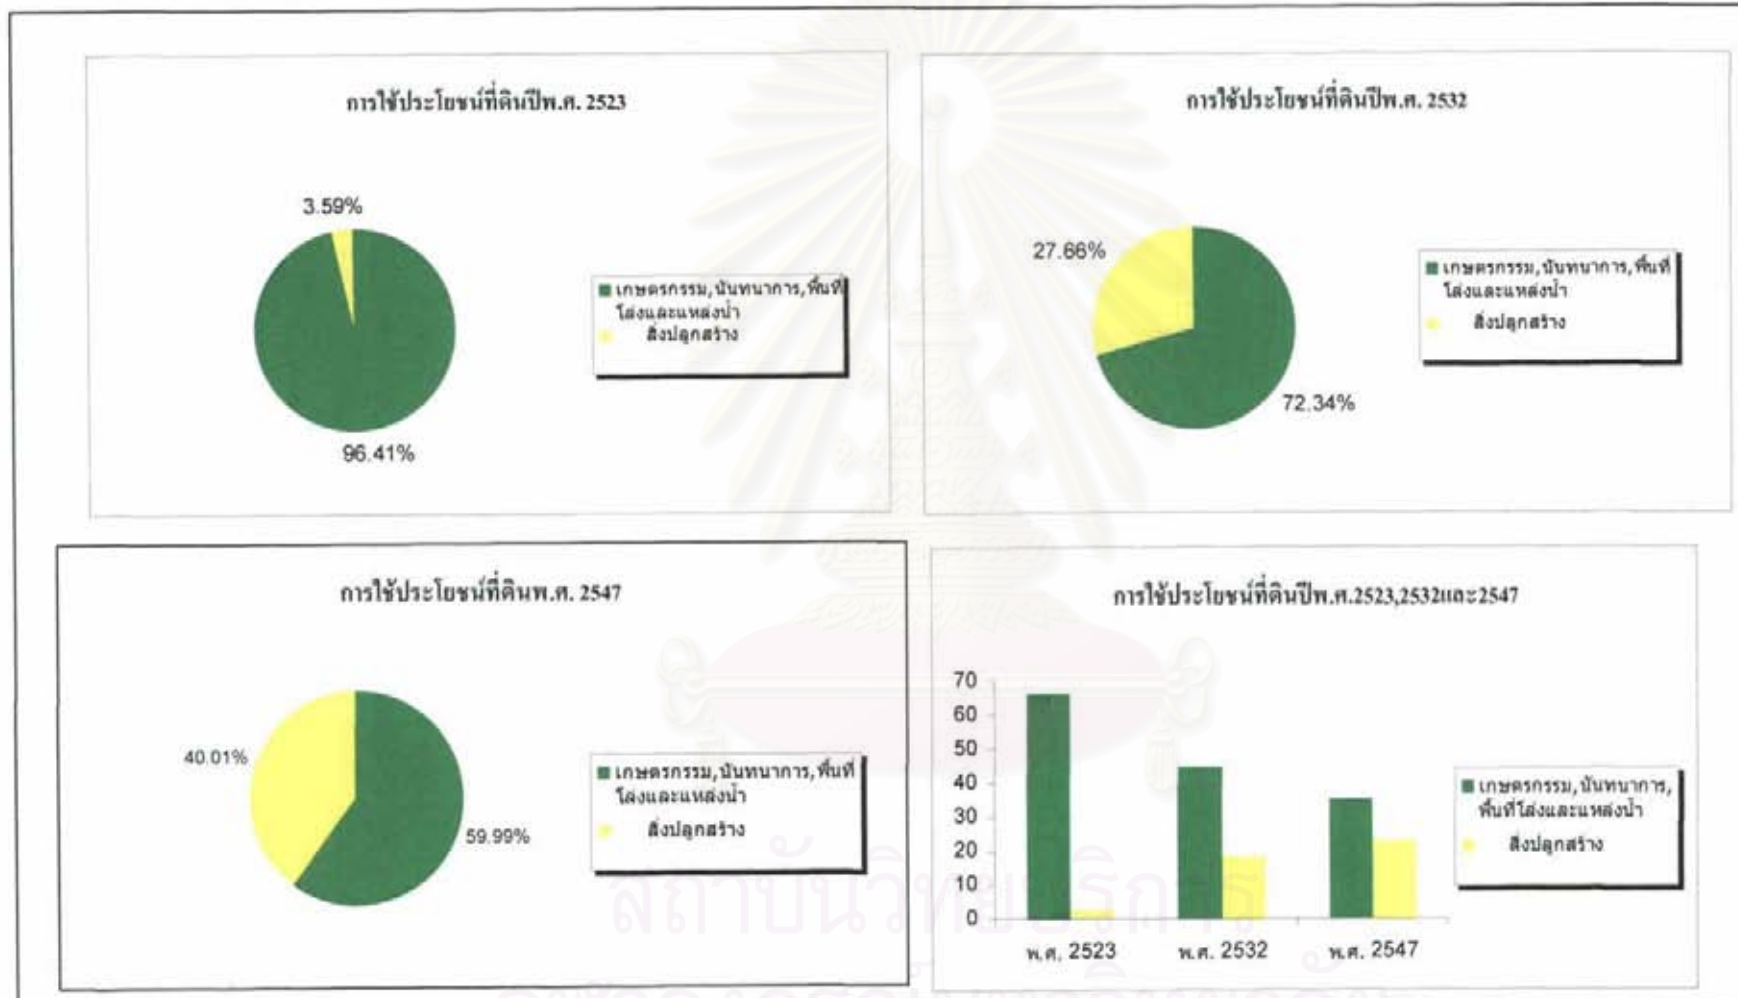 การใช้ประโยชน์ที่ดินปีพ.ศ. 2523
3.59%
96.41%
เกษตรกรรม,นันทนาการ,พื้นที่
โล่งและแหล่งน้ำ
สิ่งปลูกสร้าง
การใช้ประโยชน์ที่ดินปีพ.ศ. 2532
27.66%
72.34%
เกษตรกรรม,นันทนาการ,พื้นที่
โล่งและแหล่งน้ำ
สิ่งปลูกสร้าง
การใช้ประโยชน์ที่ดินพ.ศ. 2547
40.01%
59.99%
เกษตรกรรม,นันทนาการ,พื้นที่
โล่งและแหล่งน้ำ
สิ่งปลูกสร้าง
การใช้ประโยชน์ที่ดินปีพ.ศ.2523,2532และ2547
70
60
50
40
30
20
10
0
พ.ศ. 2523 พ.ศ. 2532 พ.ศ. 2547
เกษตรกรรม,นันทนาการ,
พื้นที่โล่งและแหล่งน้ำ
สิ่งปลูกสร้าง
สถาบันวิทยบริการ